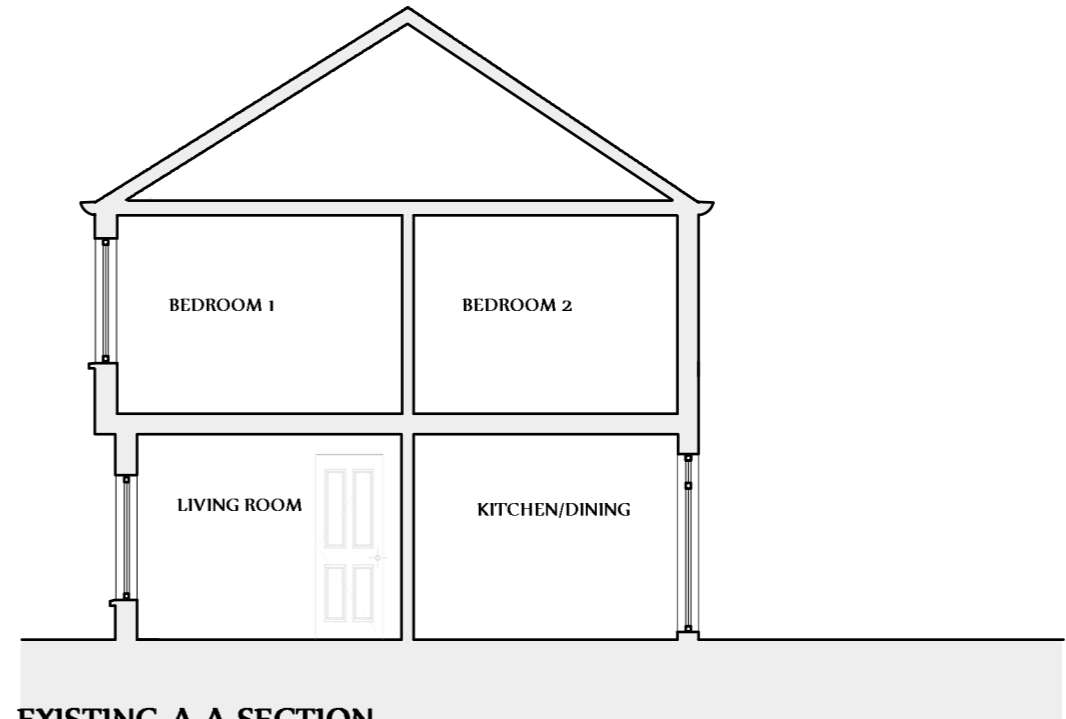 BEDROOM 1
BEDROOM 2
LIVING ROOM
KITCHEN/DINING
EXISTING A-A SECTION